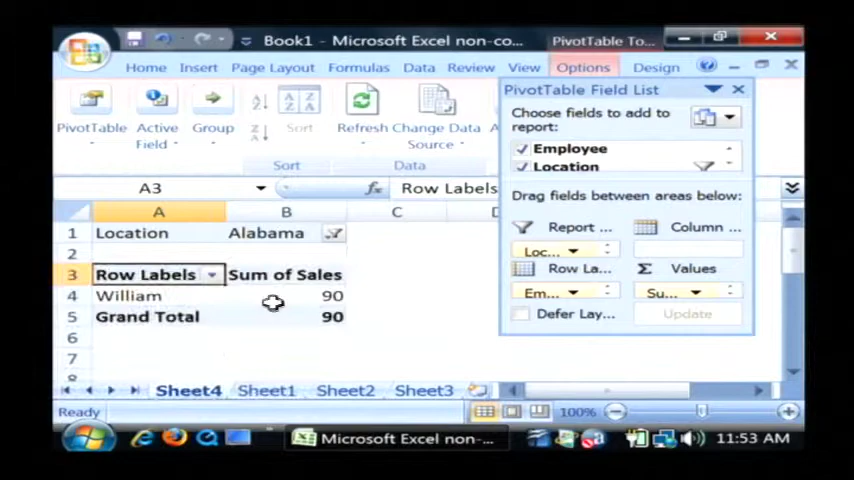 Book1 - Microsoft Excel non-co... PivotTable To...
Home Insert Page Layout Formulas Data Review View Options Design
PivotTable Active Field Group Sort Refresh Change Data Source
Sort Data
A3 fx Row Labels
A B C D
1 Location Alabama
2
3 Row Labels Sum of Sales
4 William 90
5 Grand Total 90
6
7
8
PivotTable Field List
Choose fields to add to
report:
Employee
Location
Drag fields between areas below:
Report ... Column ...
Loc...
Row La... Σ Values
Em... Su...
Defer Lay... Update
Sheet4 Sheet1 Sheet2 Sheet3
Ready 100%
Microsoft Excel non-... 11:53 AM